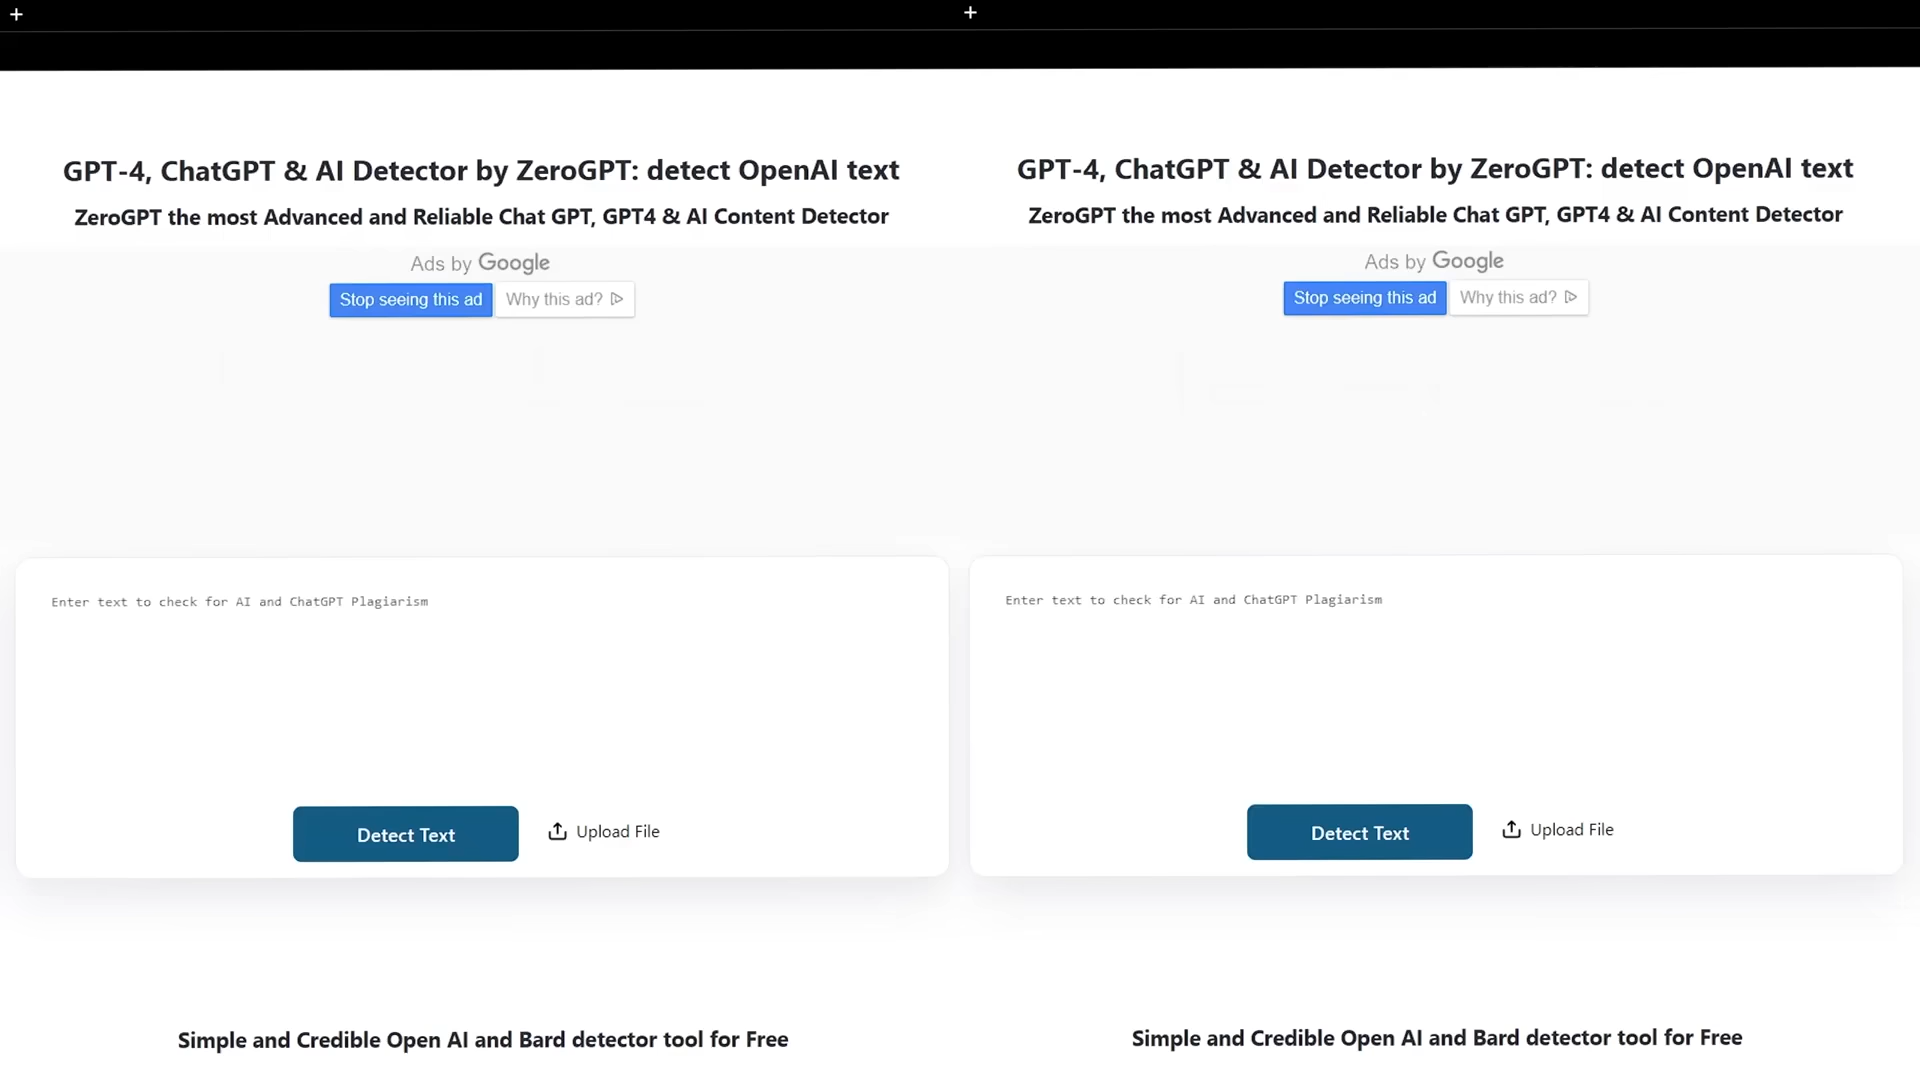 GPT-4, ChatGPT & AI Detector by ZeroGPT: detect OpenAI text
ZeroGPT the most Advanced and Reliable Chat GPT, GPT4 & AI Content Detector
Ads by Google
Stop seeing this ad
Why this ad?
Enter text to check for AI and ChatGPT Plagiarism
Detect Text
Upload File
Simple and Credible Open AI and Bard detector tool for Free
GPT-4, ChatGPT & AI Detector by ZeroGPT: detect OpenAI text
ZeroGPT the most Advanced and Reliable Chat GPT, GPT4 & AI Content Detector
Ads by Google
Stop seeing this ad
Why this ad?
Enter text to check for AI and ChatGPT Plagiarism
Detect Text
Upload File
Simple and Credible Open AI and Bard detector tool for Free